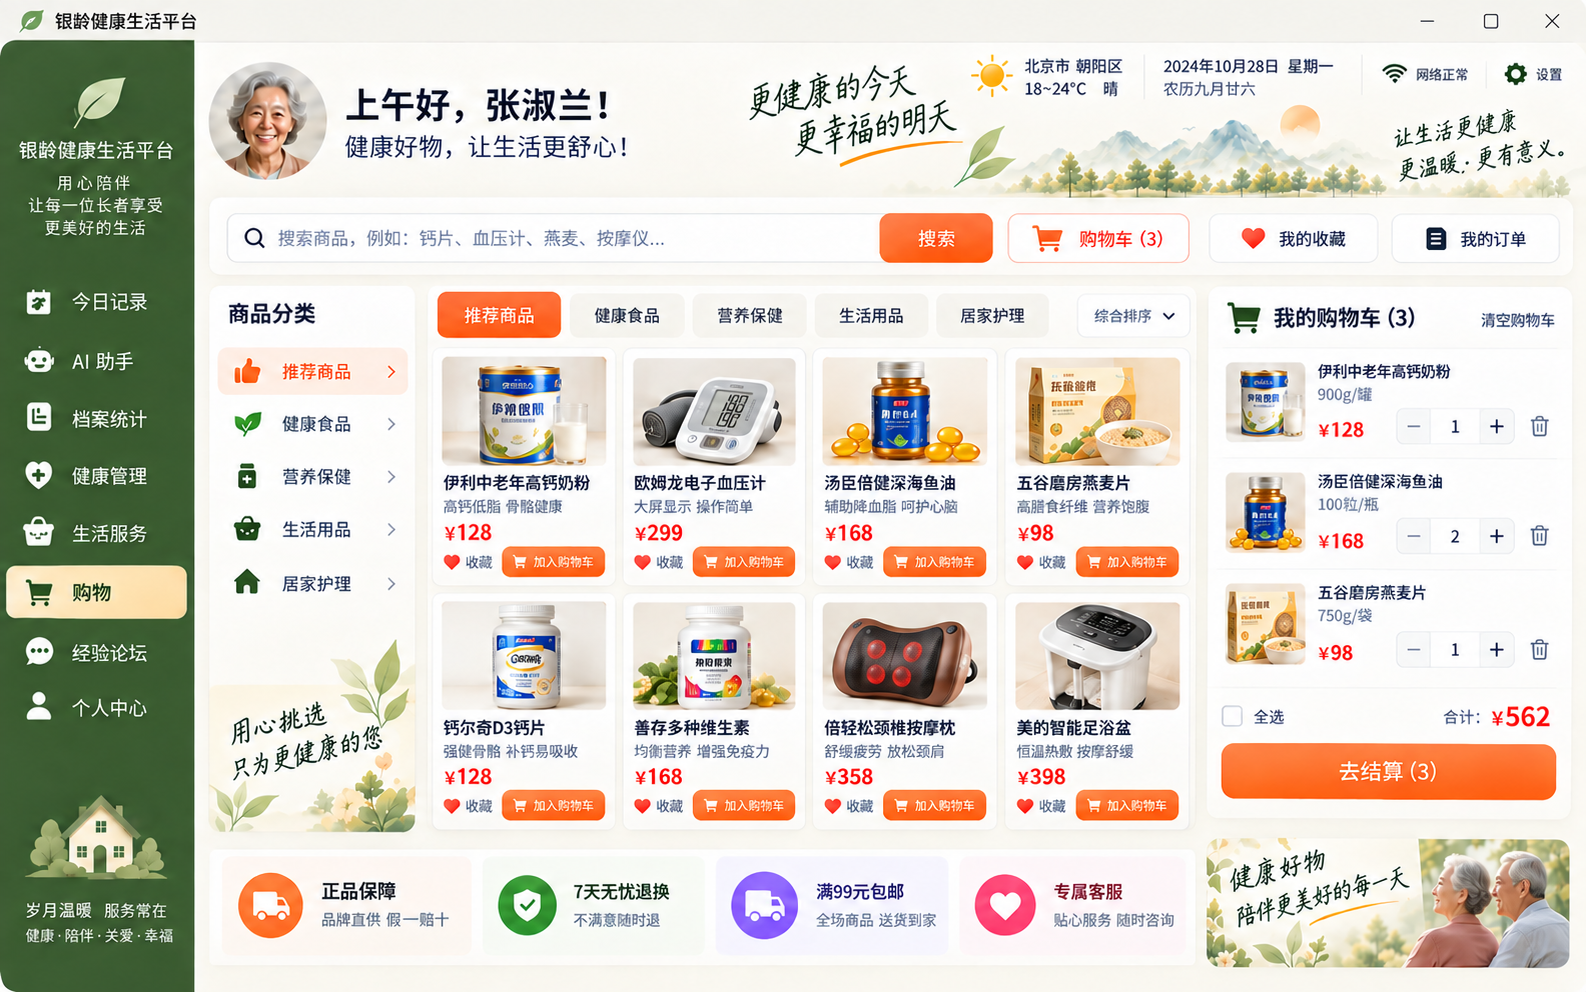 银龄健康生活平台
银龄健康生活平台
用心陪伴
让每一位长者享受
更美好的生活
今日记录
AI 助手
档案统计
健康管理
生活服务
购物
经验论坛
个人中心
岁月温暖 服务常在
健康·陪伴·关爱·幸福
上午好，张淑兰！
健康好物，让生活更舒心！
更健康的今天
更幸福的明天
北京市 朝阳区
18~24°C 晴
2024年10月28日 星期一
农历九月廿六
网络正常
设置
让生活更健康
更温暖·更有意义。
搜索商品，例如：钙片、血压计、燕麦、按摩仪...
搜索
购物车 (3)
我的收藏
我的订单
商品分类
推荐商品
健康食品
营养保健
生活用品
居家护理
用心挑选
只为更健康的您
推荐商品
健康食品
营养保健
生活用品
居家护理
综合排序
伊利中老年高钙奶粉
高钙低脂 骨骼健康
¥128
收藏
加入购物车
欧姆龙电子血压计
大屏显示 操作简单
¥299
收藏
加入购物车
汤臣倍健深海鱼油
辅助降血脂 呵护心脑
¥168
收藏
加入购物车
五谷磨房燕麦片
高膳食纤维 营养饱腹
¥98
收藏
加入购物车
钙尔奇D3钙片
强健骨骼 补钙易吸收
¥128
收藏
加入购物车
善存多种维生素
均衡营养 增强免疫力
¥168
收藏
加入购物车
倍轻松颈椎按摩枕
舒缓疲劳 放松颈肩
¥358
收藏
加入购物车
美的智能足浴盆
恒温热敷 按摩舒缓
¥398
收藏
加入购物车
我的购物车 (3)
清空购物车
伊利中老年高钙奶粉
900g/罐
¥128
1
汤臣倍健深海鱼油
100粒/瓶
¥168
2
五谷磨房燕麦片
750g/袋
¥98
1
全选
合计：¥562
去结算 (3)
正品保障
品牌直供 假一赔十
7天无忧退换
不满意随时退
满99元包邮
全场商品 送货到家
专属客服
贴心服务 随时咨询
健康好物
陪伴更美好的每一天